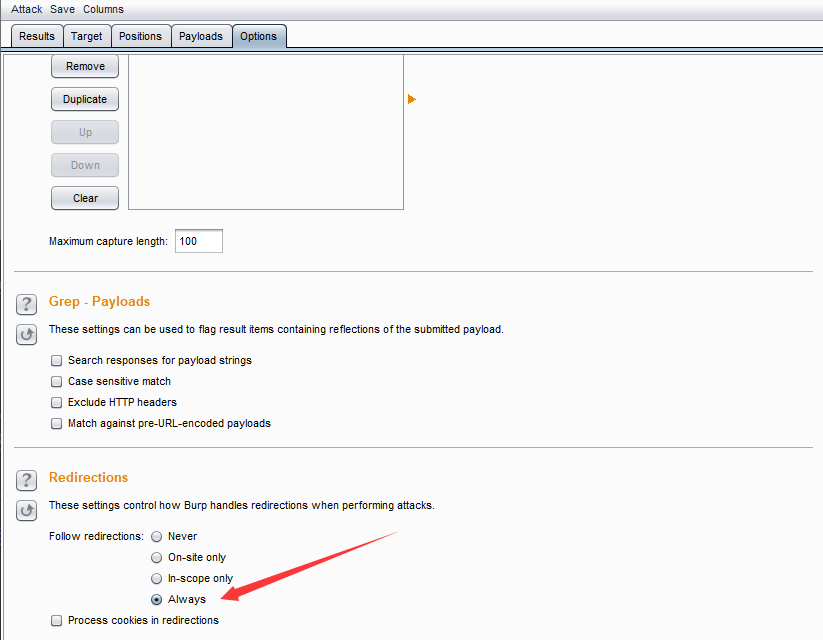 Attack Save Columns
Results Target Positions Payloads Options
Remove
Duplicate
Up
Down
Clear
Maximum capture length: 100
? Grep - Payloads
These settings can be used to flag result items containing reflections of the submitted payload.
Search responses for payload strings
Case sensitive match
Exclude HTTP headers
Match against pre-URL-encoded payloads
? Redirections
These settings control how Burp handles redirections when performing attacks.
Follow redirections: Never
On-site only
In-scope only
Always
Process cookies in redirections